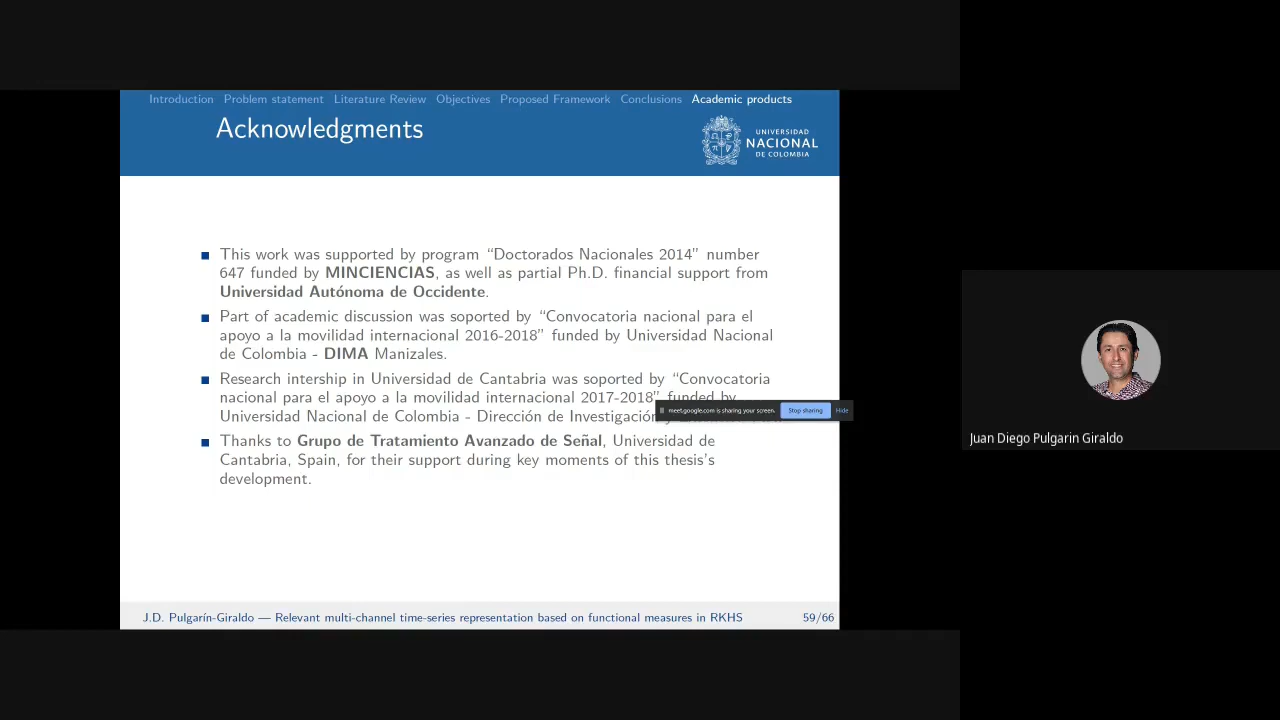 Introduction Problem statement Literature Review Objectives Proposed Framework Conclusions Academic products
Acknowledgments
UNIVERSIDAD
NACIONAL
DE COLOMBIA
This work was supported by program “Doctorados Nacionales 2014” number
647 funded by MINCIENCIAS, as well as partial Ph.D. financial support from
Universidad Autónoma de Occidente.
Part of academic discussion was soported by “Convocatoria nacional para el
apoyo a la movilidad internacional 2016-2018” funded by Universidad Nacional
de Colombia - DIMA Manizales.
Research intership in Universidad de Cantabria was soported by “Convocatoria
nacional para el apoyo a la movilidad internacional 2017-2018” funded by
Universidad Nacional de Colombia - Dirección de Investigación
meet.google.com is sharing your screen. Stop sharing Hide
Thanks to Grupo de Tratamiento Avanzado de Señal, Universidad de
Cantabria, Spain, for their support during key moments of this thesis's
development.
J.D. Pulgarín-Giraldo — Relevant multi-channel time-series representation based on functional measures in RKHS 59/66
Juan Diego Pulgarin Giraldo